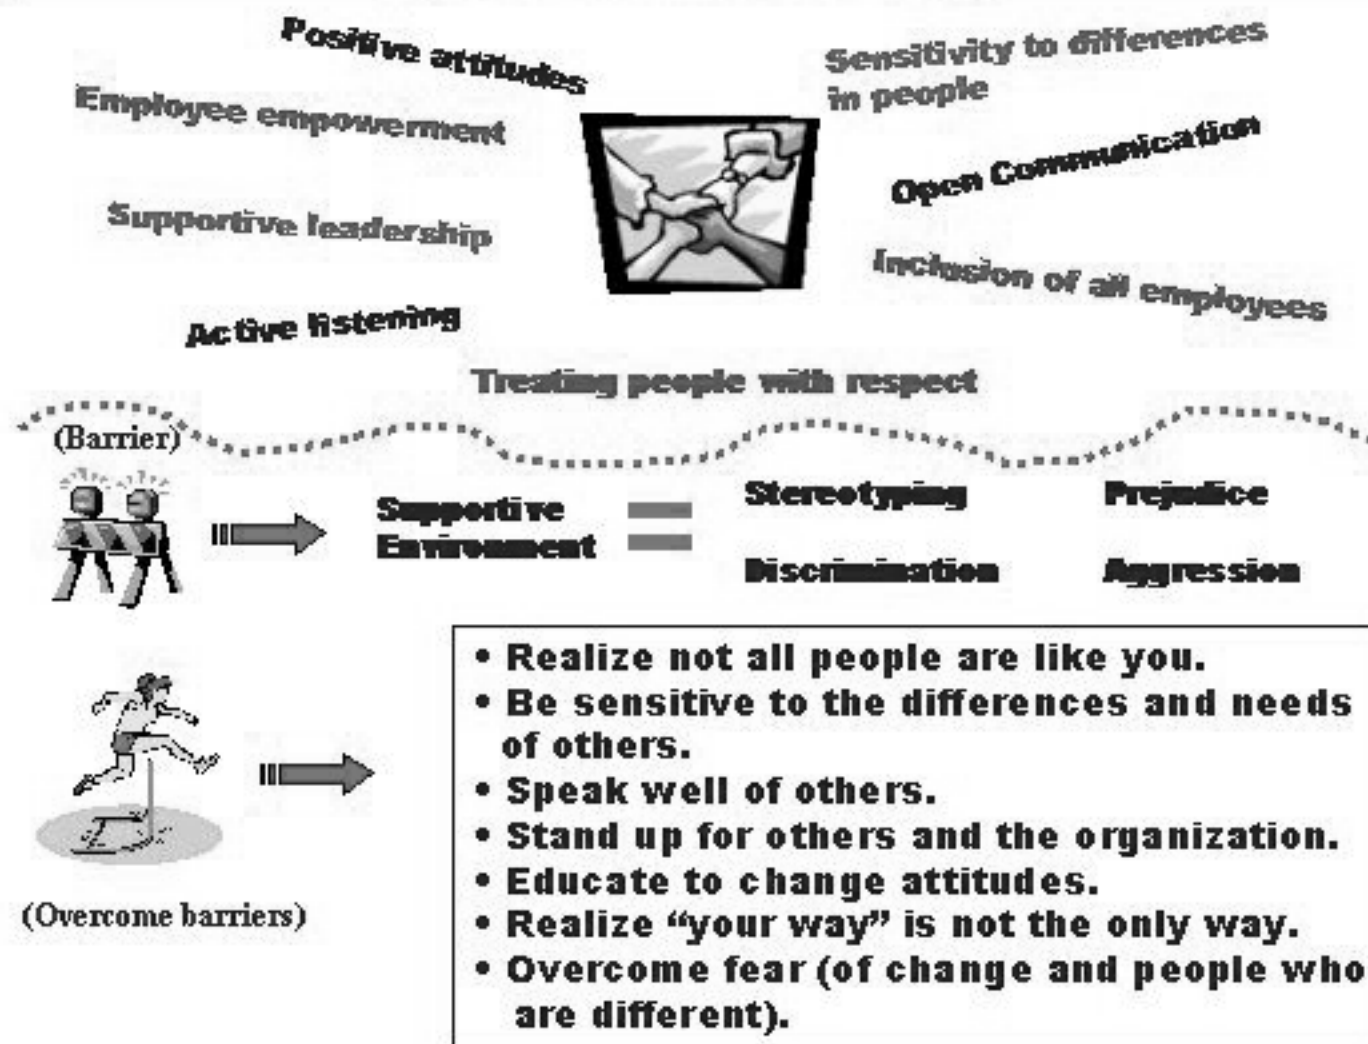 Positive attitudes
Sensitivity to differences
in people
Employee empowerment
Open Communication
Supportive leadership
Inclusion of all employees
Active listening
Treating people with respect
(Barrier)
Supportive
Environment
=
Stereotyping
Prejudice
Discrimination
Aggression
• Realize not all people are like you.
• Be sensitive to the differences and needs
of others.
• Speak well of others.
• Stand up for others and the organization.
• Educate to change attitudes.
• Realize “your way” is not the only way.
• Overcome fear (of change and people who
are different).
(Overcome barriers)